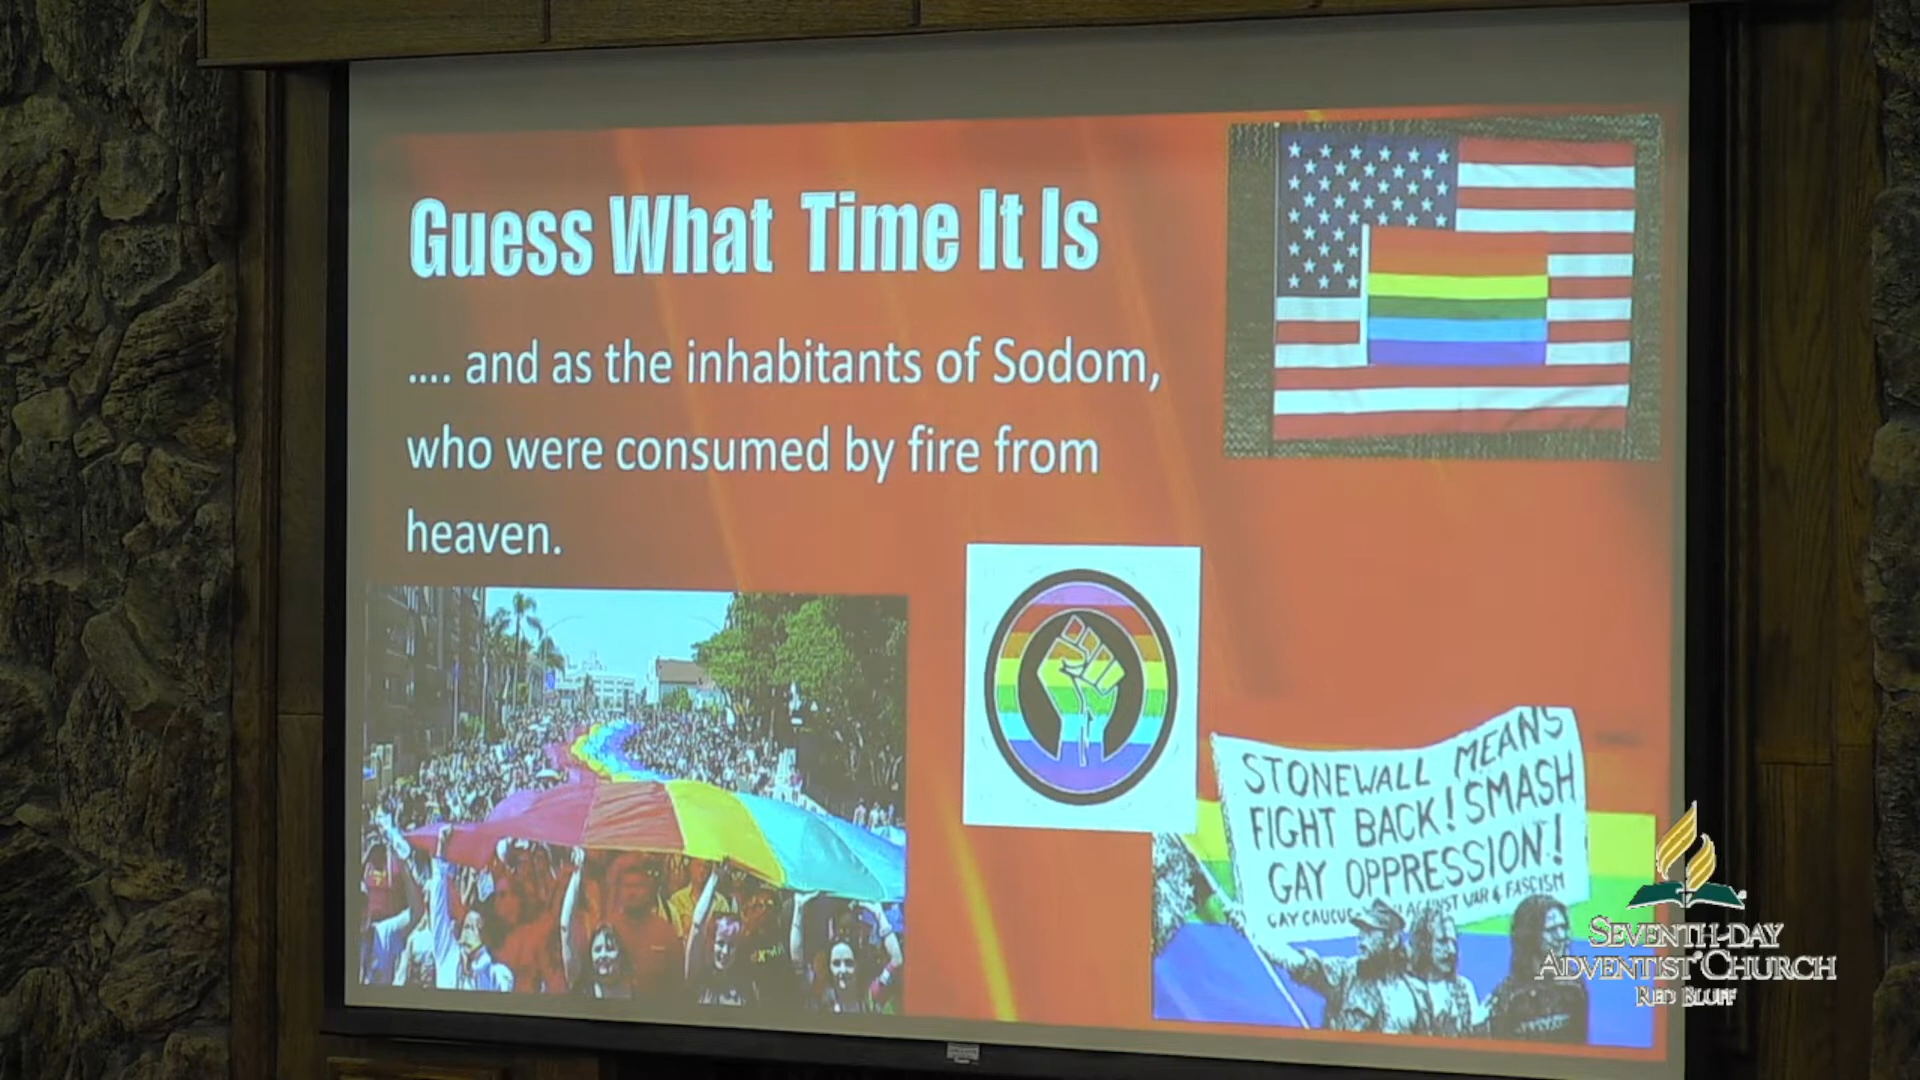 Guess What Time It Is
.... and as the inhabitants of Sodom,
who were consumed by fire from
heaven.
STONEWALL MEANS
FIGHT BACK! SMASH
GAY OPPRESSION!
GAY CAUCUS AGAINST WAR & FASCISM
SEVENTH-DAY
ADVENTIST CHURCH
RED BLUFF